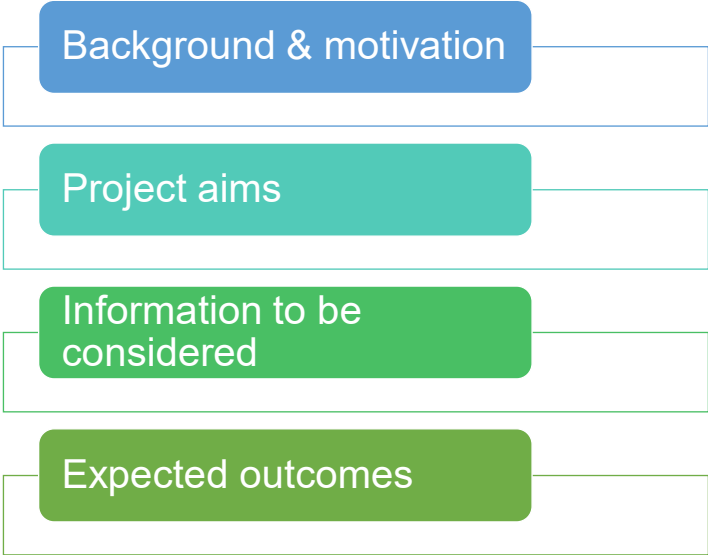 Background & motivation
Project aims
Information to be
considered
Expected outcomes